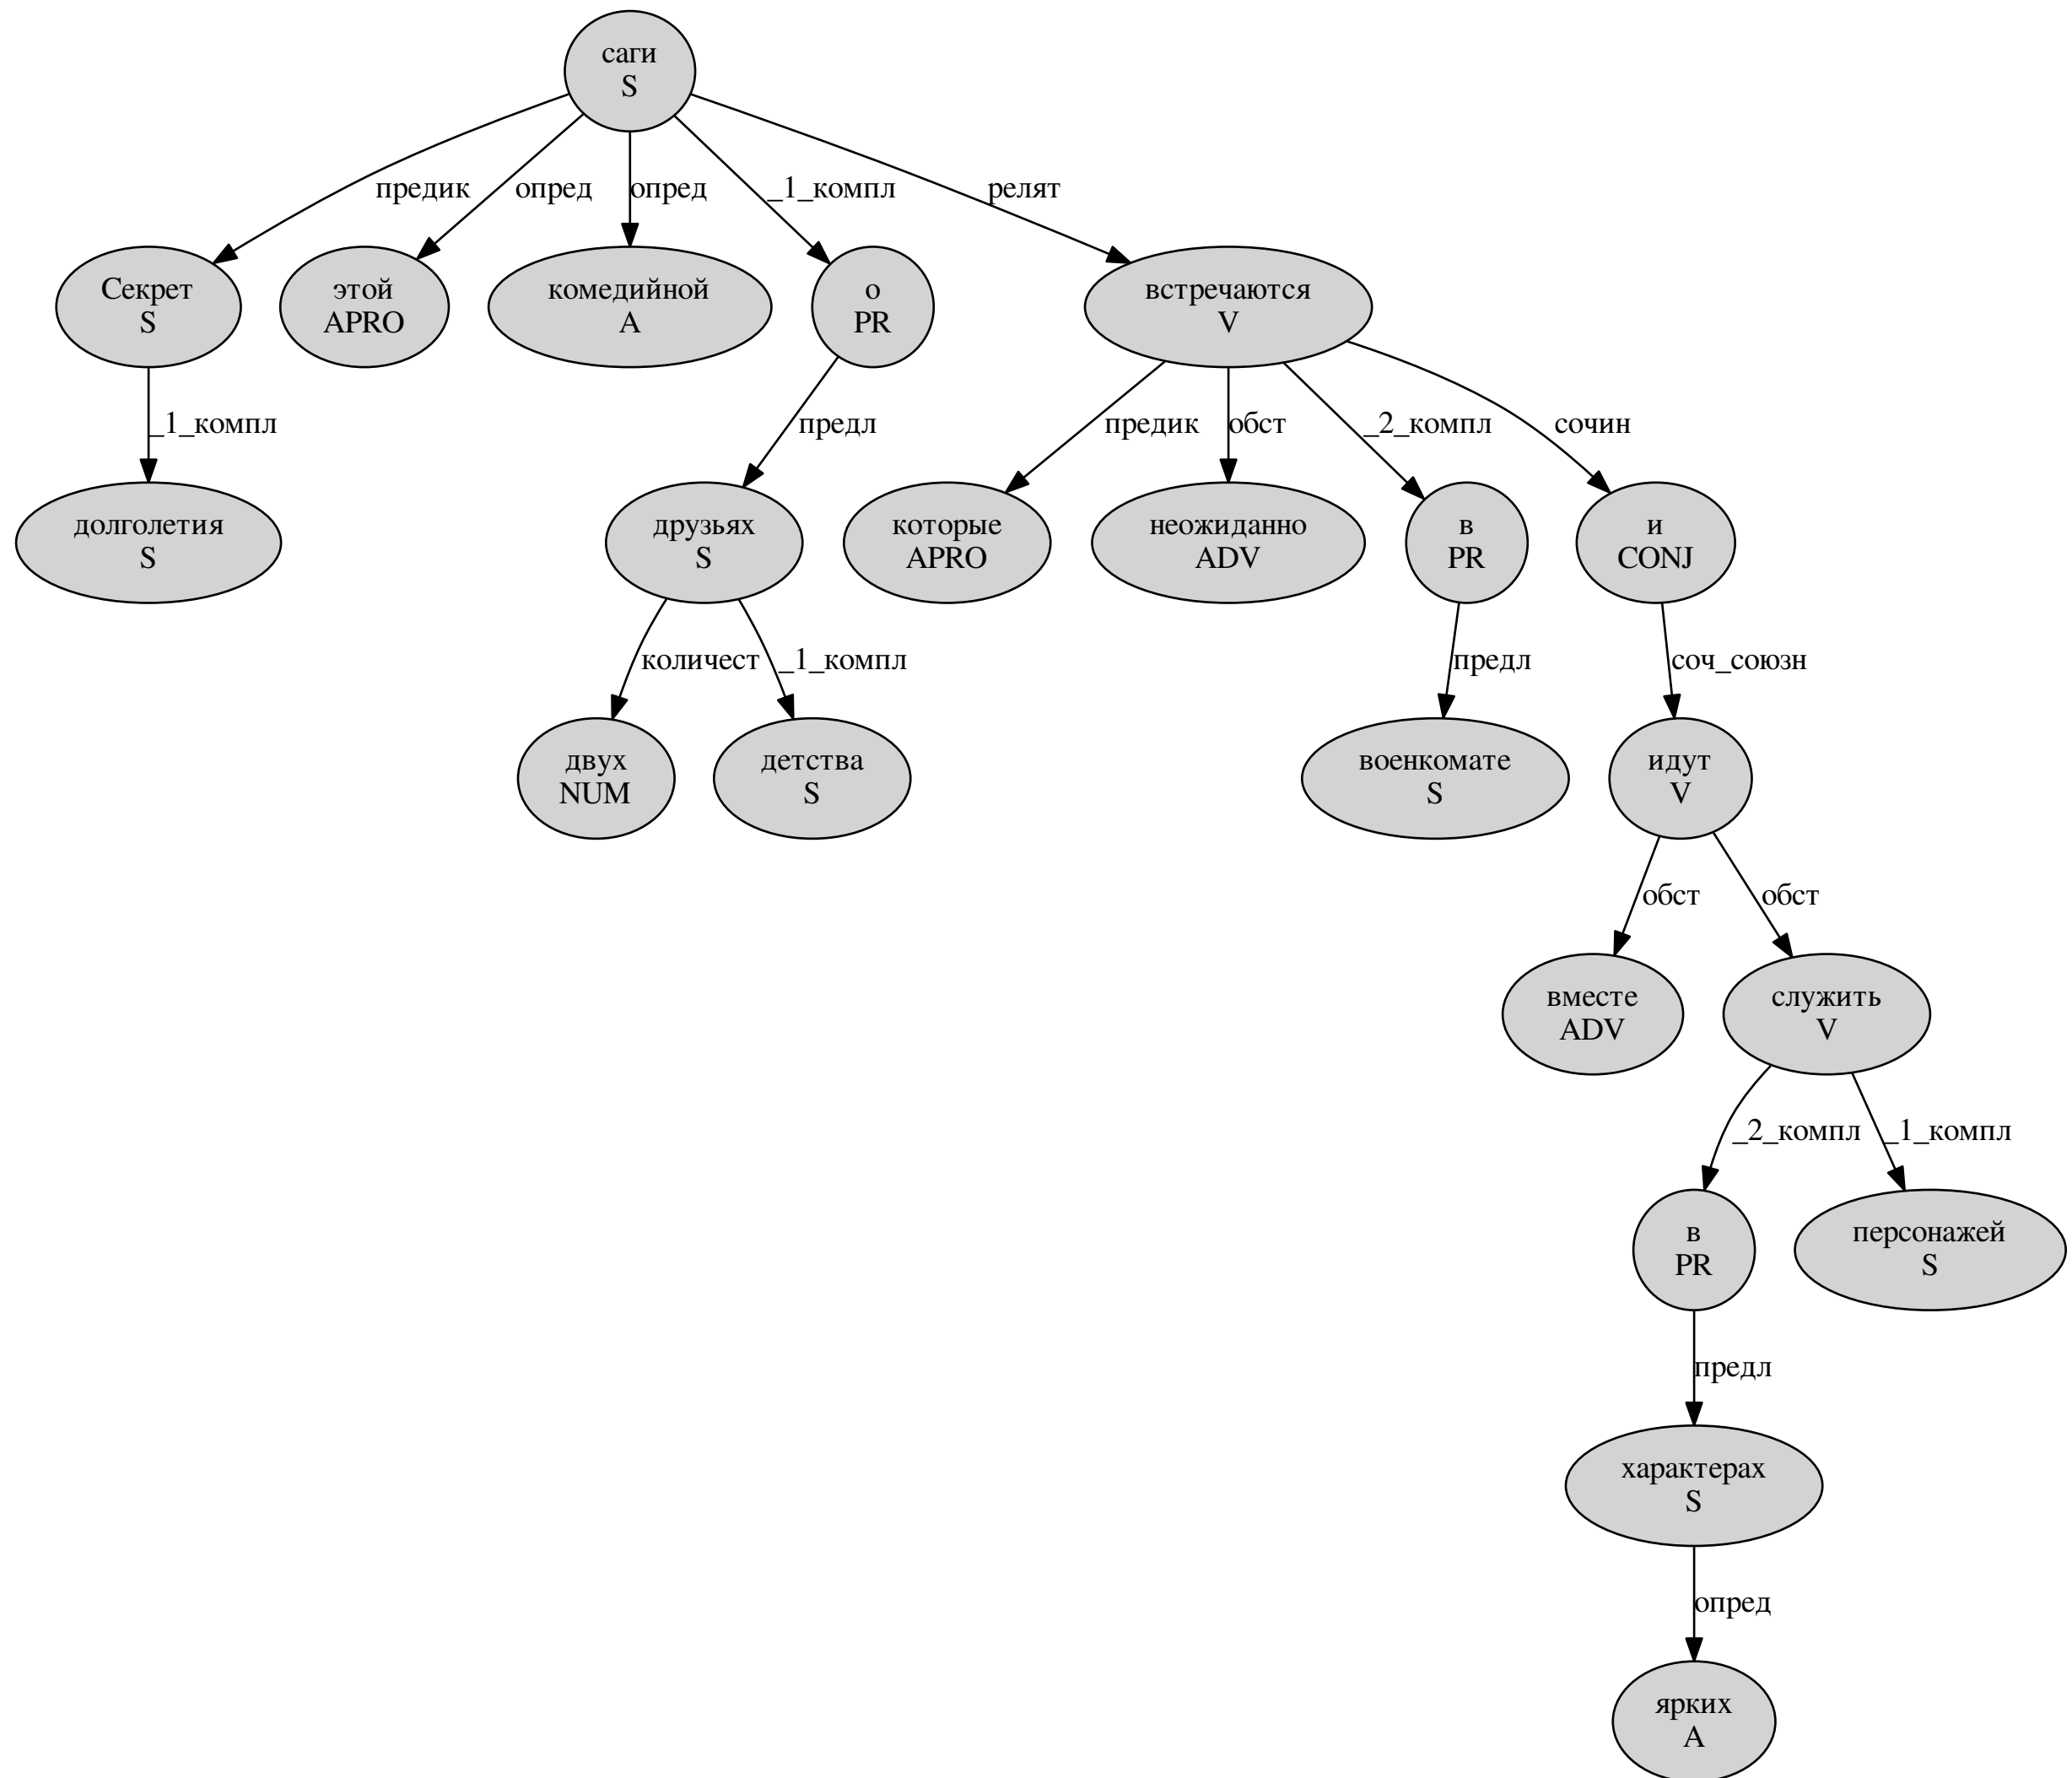 саги
S
предик
опред
опред
_1_компл
релят
Секрет
S
этой
APRO
комедийной
A
о
PR
встречаются
V
_1_компл
предл
предик
обст
_2_компл
сочин
долголетия
S
друзьях
S
которые
APRO
неожиданно
ADV
в
PR
и
CONJ
количест
_1_компл
предл
соч_союзн
двух
NUM
детства
S
военкомате
S
идут
V
обст
обст
вместе
ADV
служить
V
_2_компл
_1_компл
в
PR
персонажей
S
предл
характерах
S
опред
ярких
A